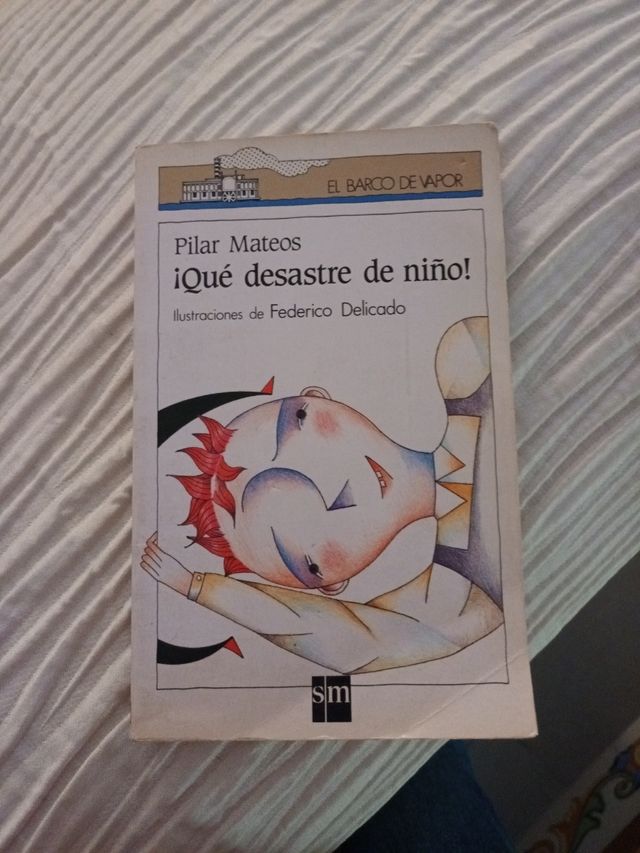 EL BARCO DE VAPOR
Pilar Mateos
¡Qué desastre de niño!
Ilustraciones de Federico Delicado
sm